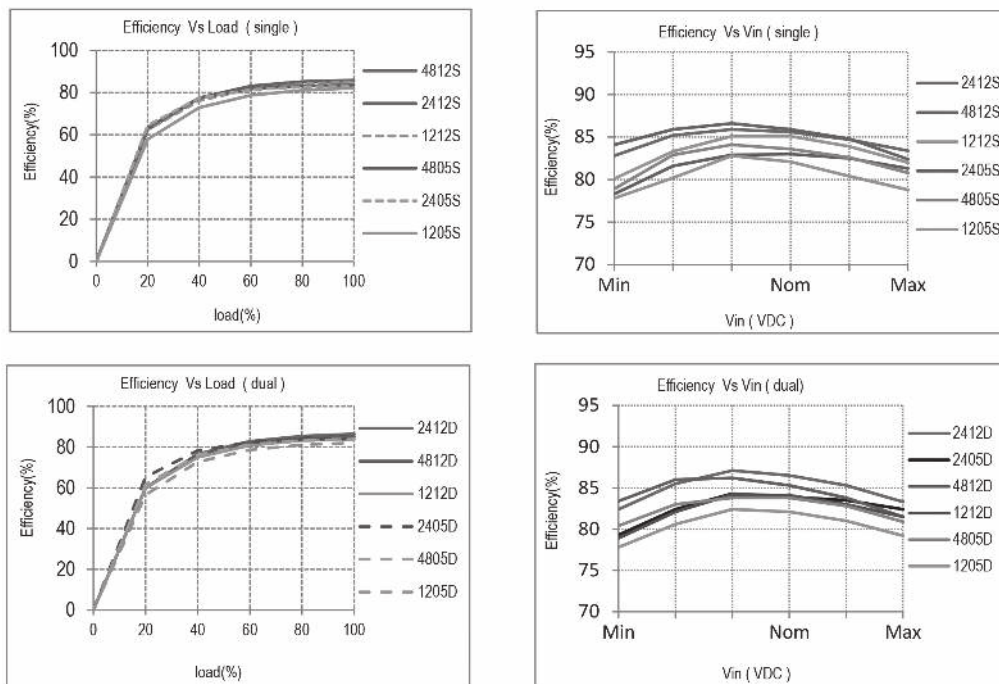 Efficiency Vs Load ( single )
Efficiency(%)
100
80
60
40
20
0
0 20 40 60 80 100
load(%)
4812S
2412S
1212S
4805S
2405S
1205S
Efficiency Vs Vin ( single)
Efficiency(%)
95
90
85
80
75
70
Min Nom Max
Vin ( VDC )
2412S
4812S
1212S
2405S
4805S
1205S
Efficiency Vs Load ( dual )
Efficiency(%)
100
80
60
40
20
0
0 20 40 60 80 100
load(%)
2412D
4812D
1212D
2405D
4805D
1205D
Efficiency Vs Vin ( dual)
Efficiency(%)
95
90
85
80
75
70
Min Nom Max
Vin ( VDC )
2412D
2405D
4812D
1212D
4805D
1205D